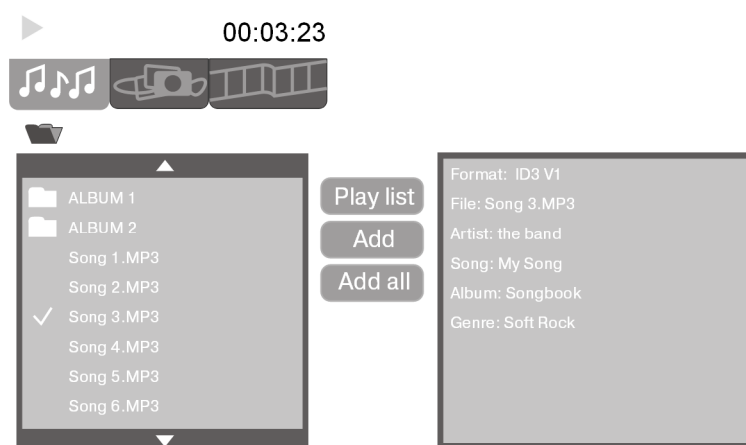 00:03:23
ALBUM 1
ALBUM 2
Song 1.MP3
Song 2.MP3
Song 3.MP3
Song 4.MP3
Song 5.MP3
Song 6.MP3
Play list
Add
Add all
Format: ID3 V1
File: Song 3.MP3
Artist: the band
Song: My Song
Album: Songbook
Genre: Soft Rock